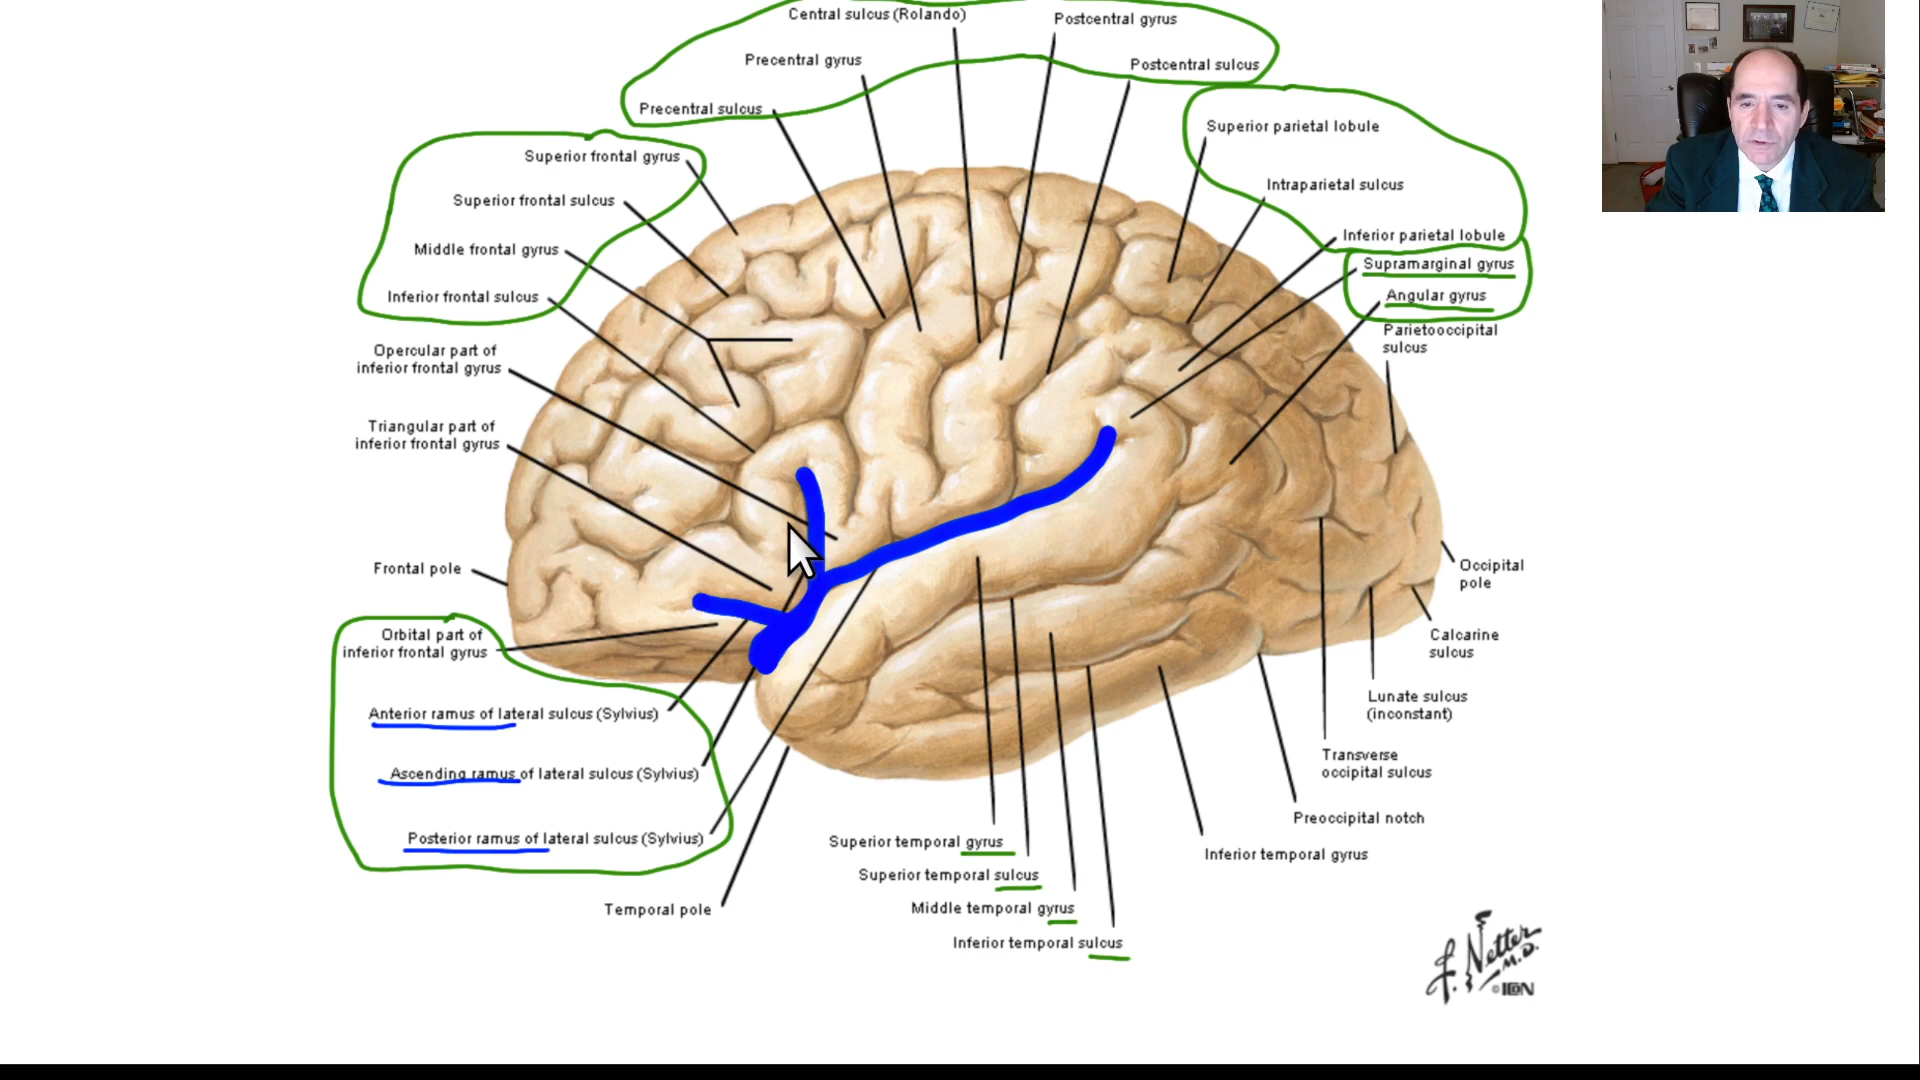 Central sulcus (Rolando)
Postcentral gyrus
Precentral gyrus
Postcentral sulcus
Precentral sulcus
Superior parietal lobule
Superior frontal gyrus
Intraparietal sulcus
Superior frontal sulcus
Inferior parietal lobule
Middle frontal gyrus
Supramarginal gyrus
Inferior frontal sulcus
Angular gyrus
Parietooccipital
sulcus
Opercular part of
inferior frontal gyrus
Triangular part of
inferior frontal gyrus
Frontal pole
Occipital
pole
Orbital part of
inferior frontal gyrus
Calcarine
sulcus
Anterior ramus of lateral sulcus (Sylvius)
Lunate sulcus
(inconstant)
Ascending ramus of lateral sulcus (Sylvius)
Transverse
occipital sulcus
Posterior ramus of lateral sulcus (Sylvius)
Preoccipital notch
Superior temporal gyrus
Inferior temporal gyrus
Superior temporal sulcus
Temporal pole
Middle temporal gyrus
Inferior temporal sulcus
F. Netter
M.D.
©ICON